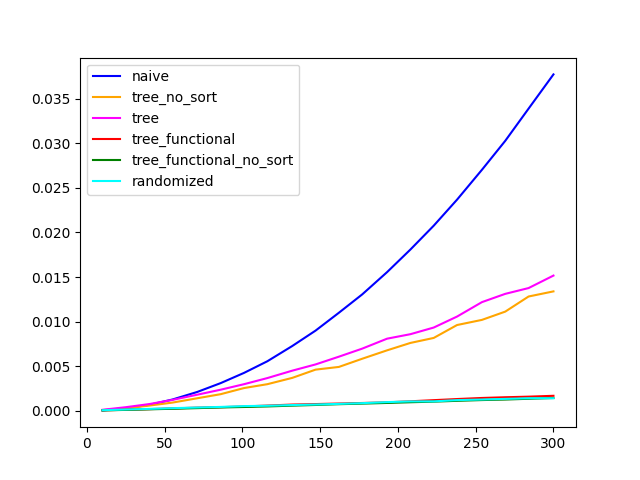 naive
tree_no_sort
tree
tree_functional
tree_functional_no_sort
randomized
0.035
0.030
0.025
0.020
0.015
0.010
0.005
0.000
0 50 100 150 200 250 300